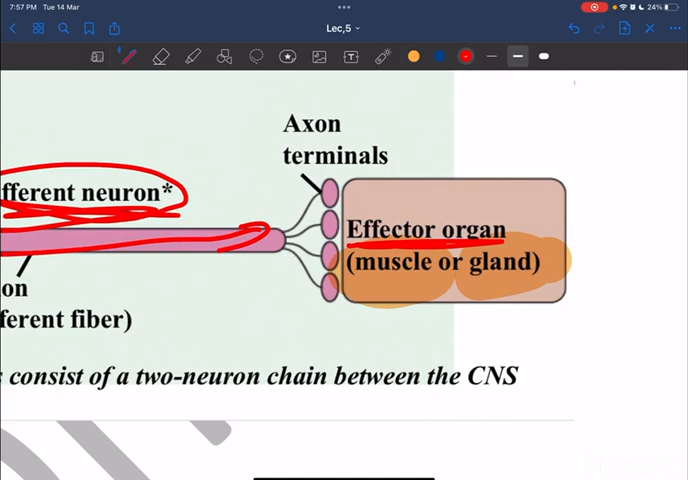 7:57 PM Tue 14 Mar
24%
Lec,5
T
Axon
terminals
fferent neuron*
Effector organ
(muscle or gland)
on
ferent fiber)
s consist of a two-neuron chain between the CNS